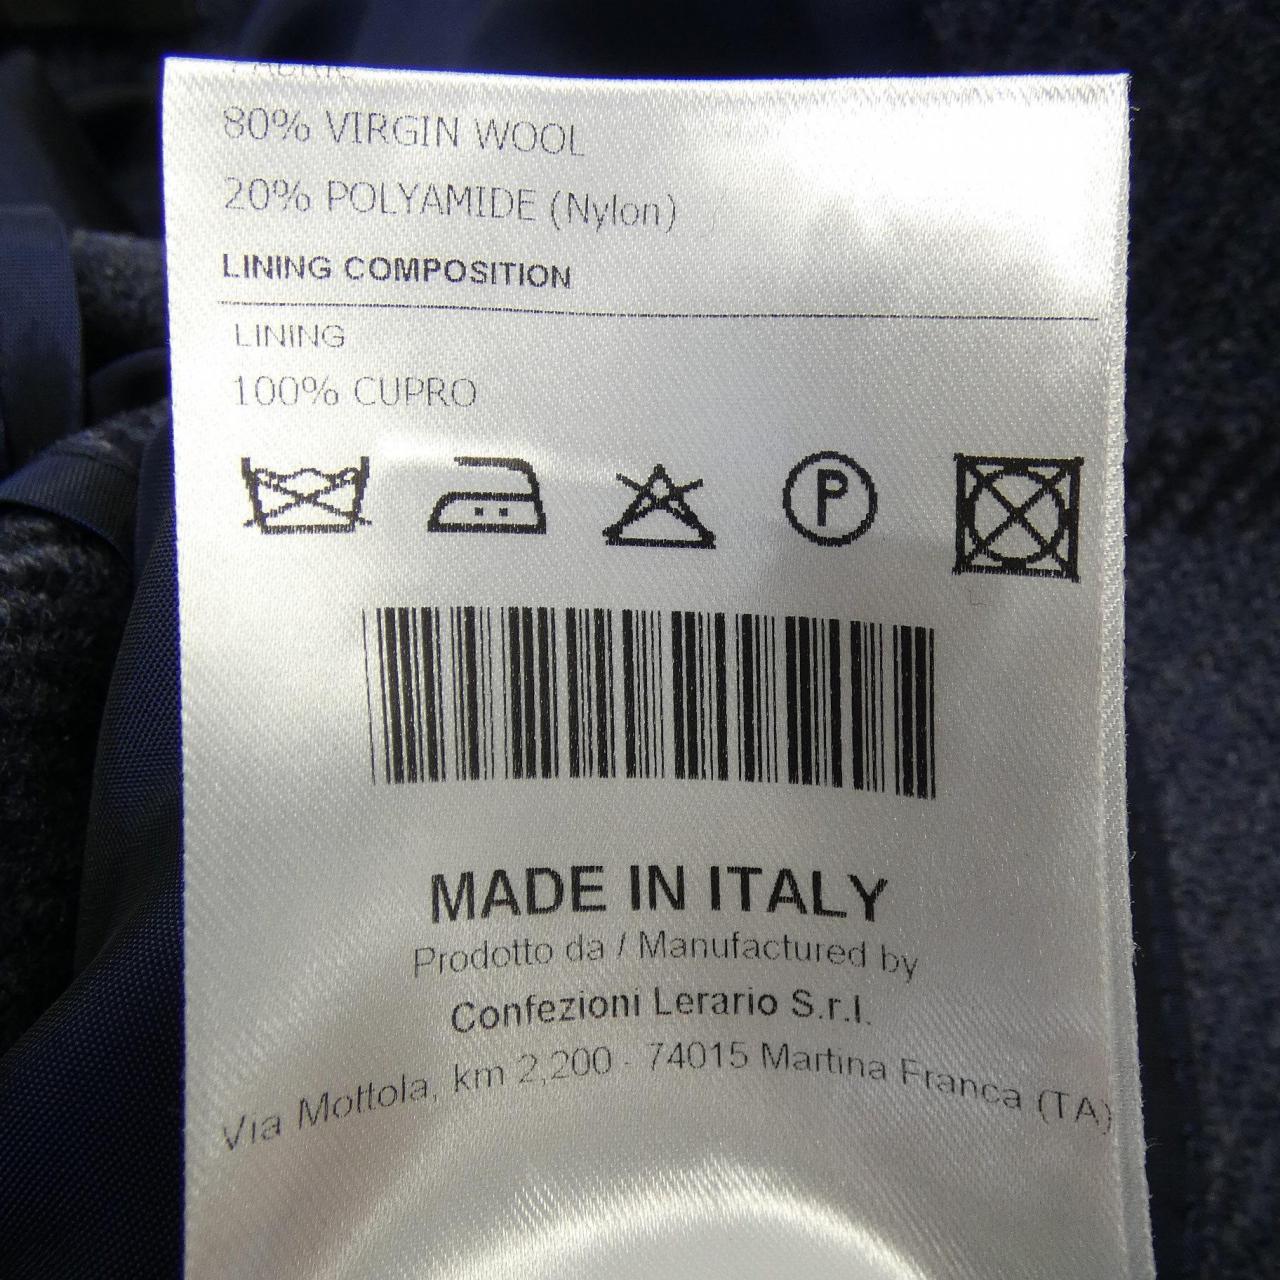 FABRIC
80% VIRGIN WOOL
20% POLYAMIDE (Nylon)
LINING COMPOSITION
LINING
100% CUPRO
P
MADE IN ITALY
Prodotto da / Manufactured by
Confezioni Lerario S.r.l.
Via Mottola, km 2,200 - 74015 Martina Franca (TA)